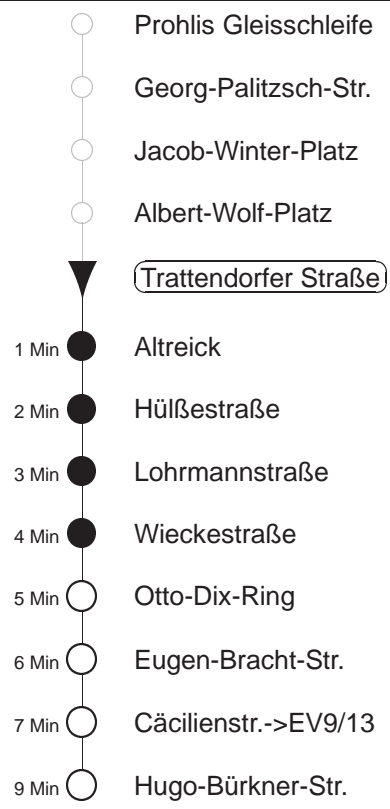 Prohlis Gleisschleife
Georg-Palitzsch-Str.
Jacob-Winter-Platz
Albert-Wolf-Platz
Trattendorfer Straße
1 Min Altreick
2 Min Hülßestraße
3 Min Lohrmannstraße
4 Min Wieckestraße
5 Min Otto-Dix-Ring
6 Min Eugen-Bracht-Str.
7 Min Cäcilienstr.->EV9/13
9 Min Hugo-Bürkner-Str.